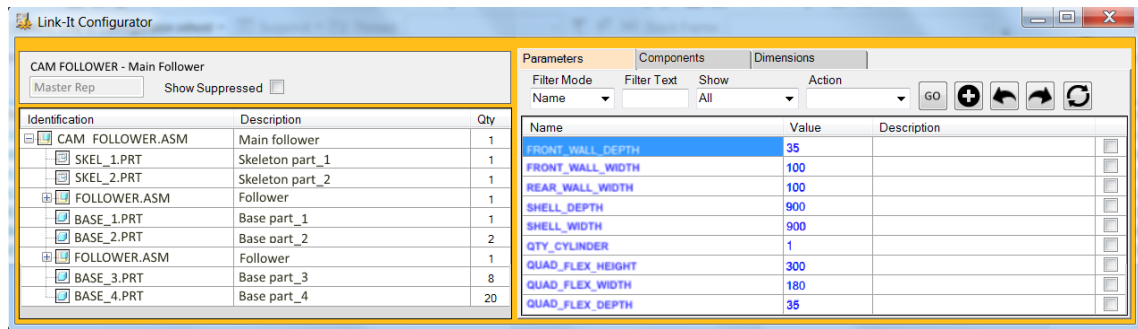 Link-It Configurator
CAM FOLLOWER - Main Follower
Master Rep Show Suppressed
Identification Description Qty
CAM FOLLOWER.ASM Main follower 1
SKEL_1.PRT Skeleton part_1 1
SKEL_2.PRT Skeleton part_2 1
FOLLOWER.ASM Follower 1
BASE_1.PRT Base part_1 1
BASE_2.PRT Base part_2 2
FOLLOWER.ASM Follower 1
BASE_3.PRT Base part_3 8
BASE_4.PRT Base part_4 20
Parameters Components Dimensions
Filter Mode Filter Text Show Action
Name All GO
Name Value Description
FRONT_WALL_DEPTH 35
FRONT_WALL_WIDTH 100
REAR_WALL_WIDTH 100
SHELL_DEPTH 900
SHELL_WIDTH 900
QTY_CYLINDER 1
QUAD_FLEX_HEIGHT 300
QUAD_FLEX_WIDTH 180
QUAD_FLEX_DEPTH 35